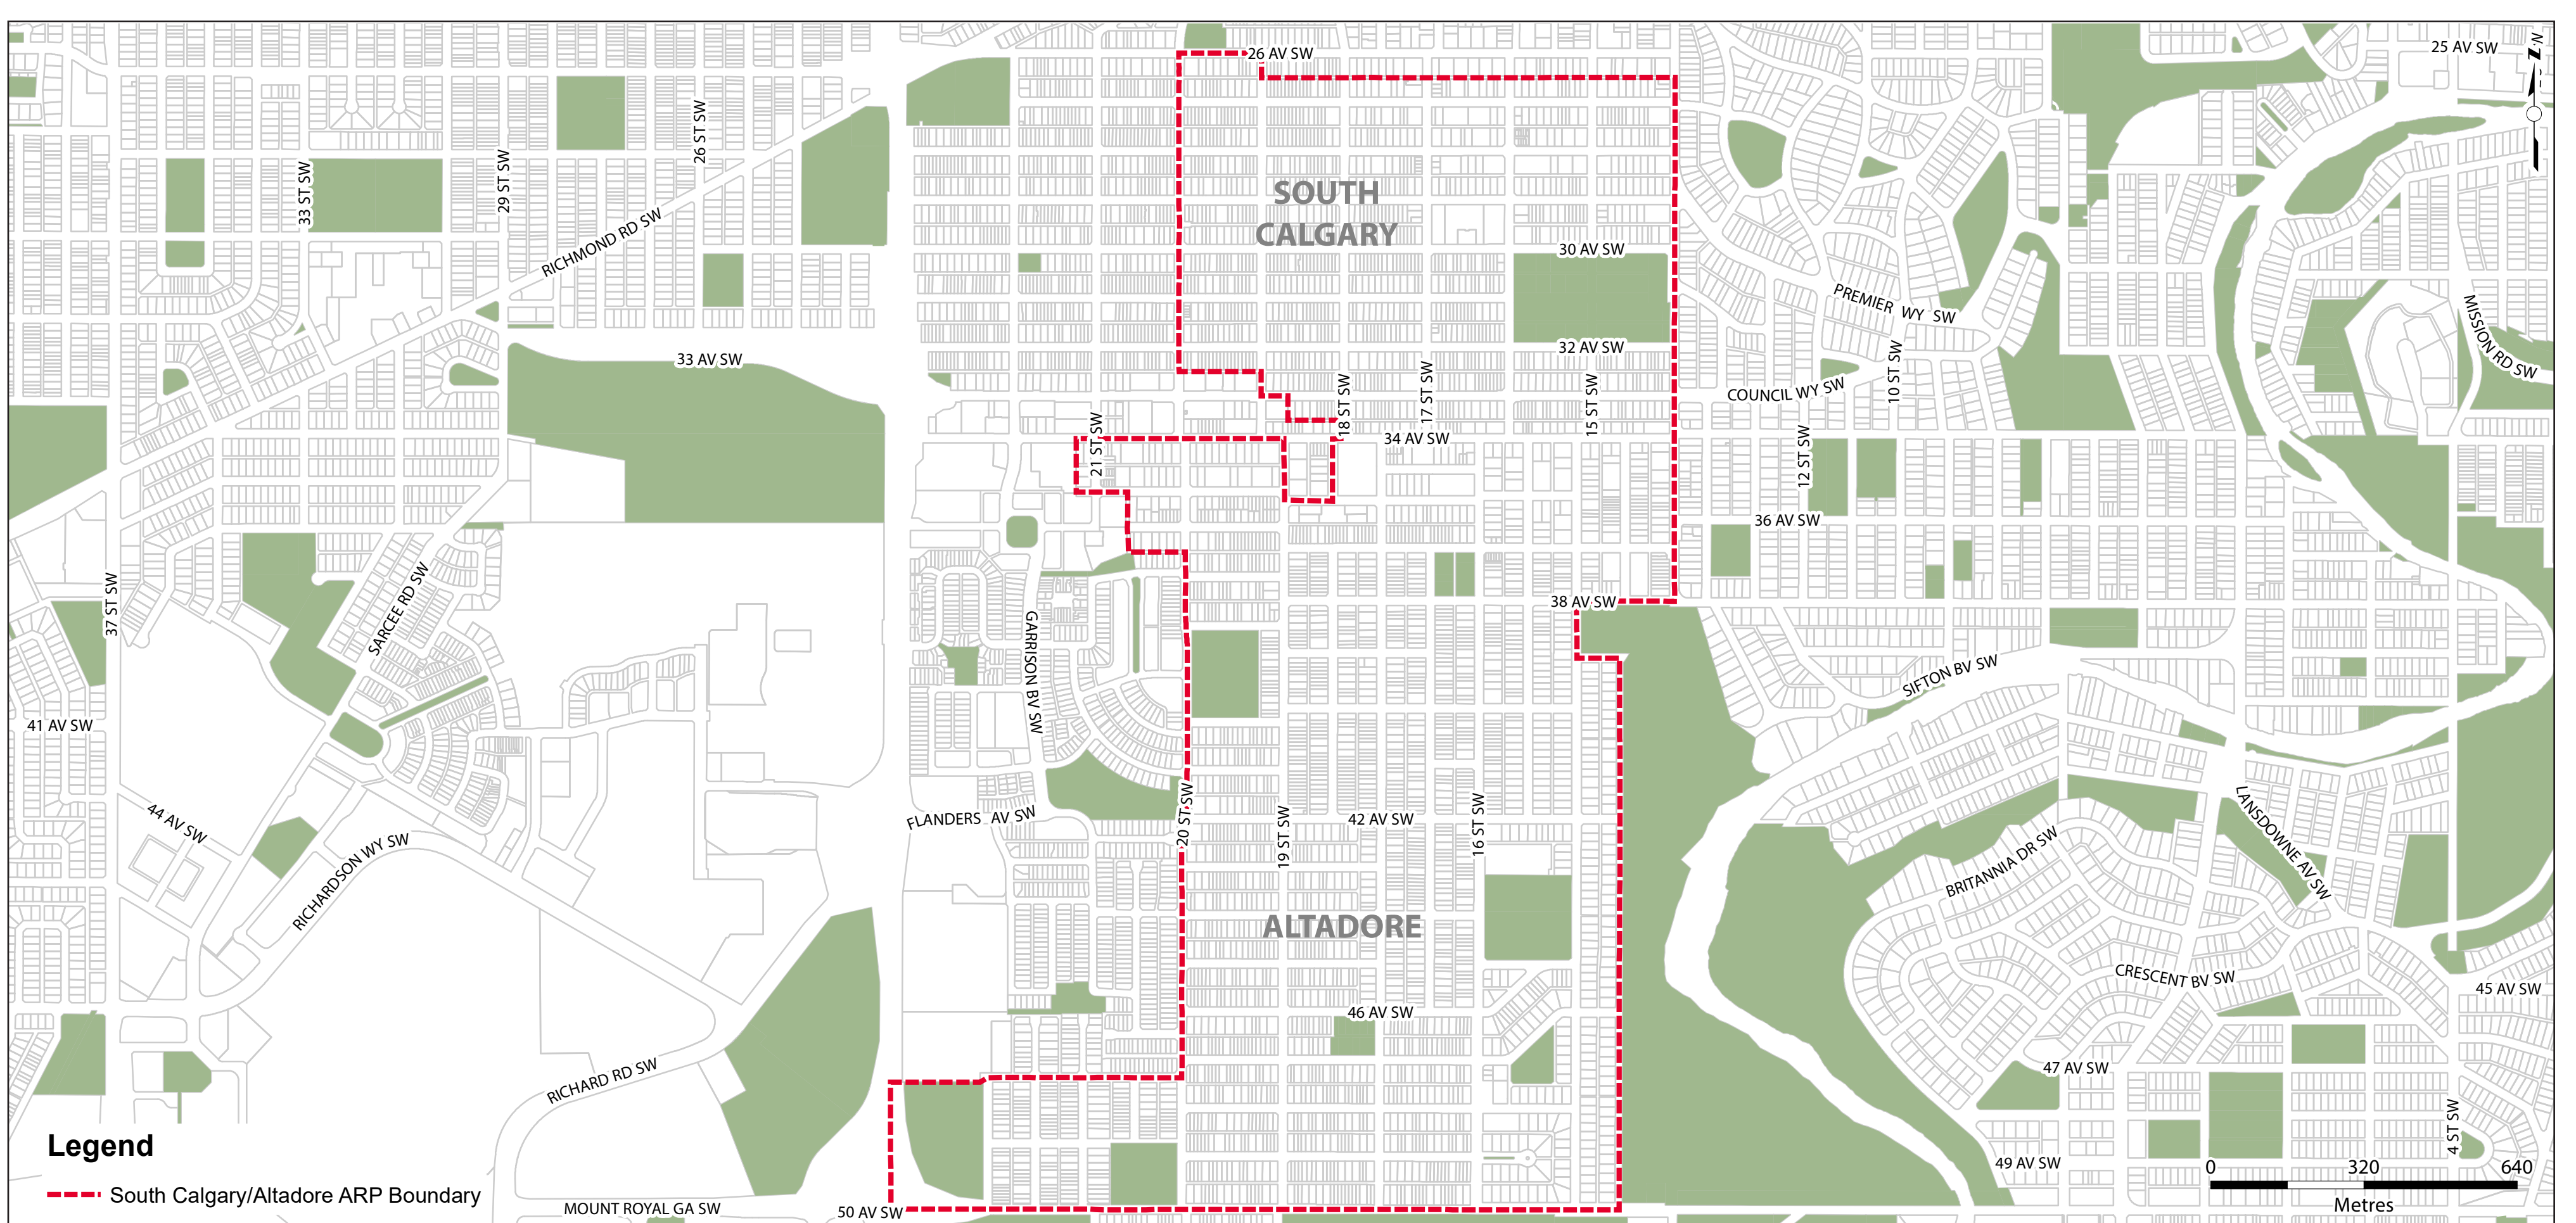 26 AV SW
25 AV SW
N
26 ST SW
29 ST SW
33 ST SW
SOUTH
CALGARY
RICHMOND RD SW
30 AV SW
PREMIER WY SW
MISSION RD SW
32 AV SW
33 AV SW
10 ST SW
COUNCIL WY SW
18 ST SW
17 ST SW
15 ST SW
21 ST SW
34 AV SW
12 ST SW
36 AV SW
37 ST SW
SARCEE RD SW
38 AV SW
GARRISON BV SW
SIFTON BV SW
41 AV SW
44 AV SW
FLANDERS AV SW
20 ST SW
19 ST SW
42 AV SW
16 ST SW
LANSDOWNE AV SW
BRITANNIA DR SW
RICHARDSON WY SW
ALTADORE
CRESCENT BV SW
45 AV SW
46 AV SW
47 AV SW
RICHARD RD SW
4 ST SW
Legend
49 AV SW
0 320 640
South Calgary/Altadore ARP Boundary
Metres
MOUNT ROYAL GA SW
50 AV SW